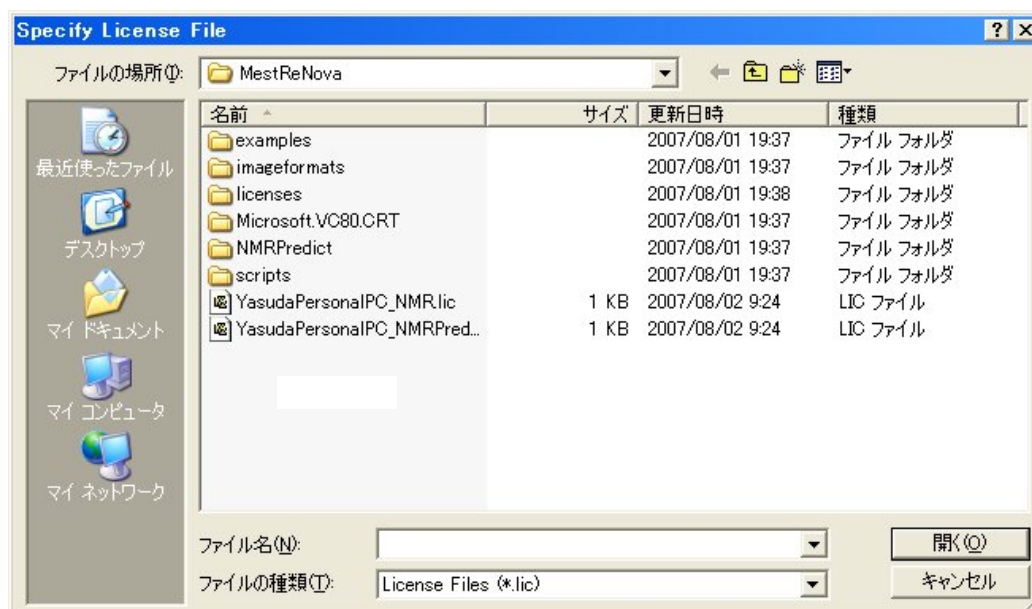 Specify License File
ファイルの場所(I):
MestReNova
最近使ったファイル
デスクトップ
マイ ドキュメント
マイ コンピュータ
マイ ネットワーク
名前 サイズ 更新日時 種類
examples 2007/08/01 19:37 ファイル フォルダ
imageformats 2007/08/01 19:37 ファイル フォルダ
licenses 2007/08/01 19:38 ファイル フォルダ
Microsoft.VC80.CRT 2007/08/01 19:37 ファイル フォルダ
NMRPredict 2007/08/01 19:37 ファイル フォルダ
scripts 2007/08/01 19:37 ファイル フォルダ
YasudaPersonalPC_NMR.lic 1 KB 2007/08/02 9:24 LIC ファイル
YasudaPersonalPC_NMRPred... 1 KB 2007/08/02 9:24 LIC ファイル
ファイル名(N):
開く(O)
ファイルの種類(T):
License Files (*.lic)
キャンセル